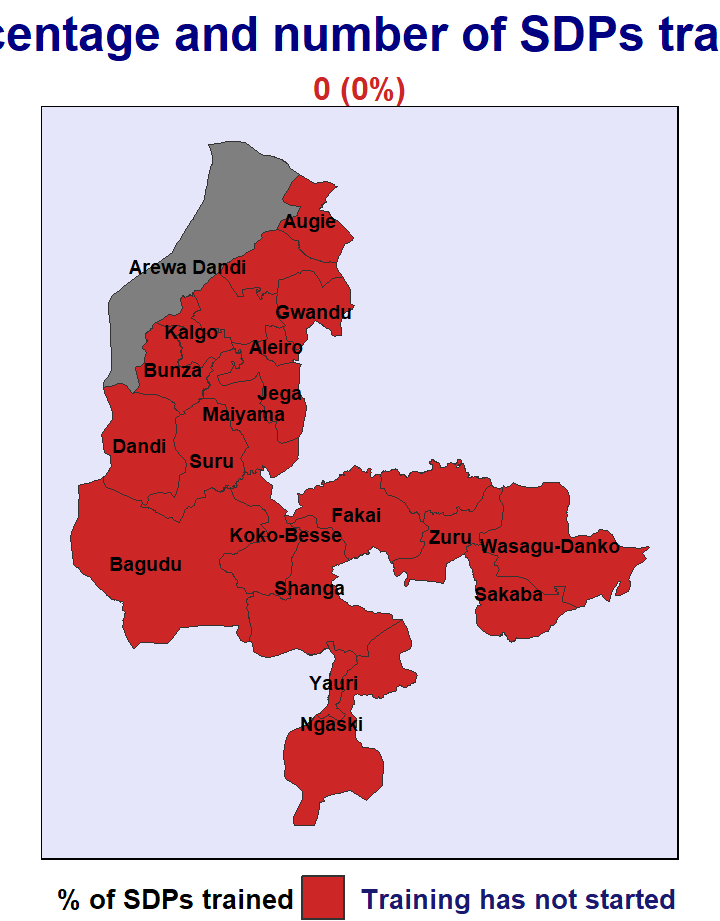 centage and number of SDPs tra
0 (0%)
Augie
Arewa Dandi
Gwandu
Kalgo
Aleiro
Bunza
Jega
Maiyama
Dandi
Suru
Fakai
Koko-Besse
Zuru
Wasagu-Danko
Bagudu
Shanga
Sakaba
Yauri
Ngaski
% of SDPs trained Training has not started